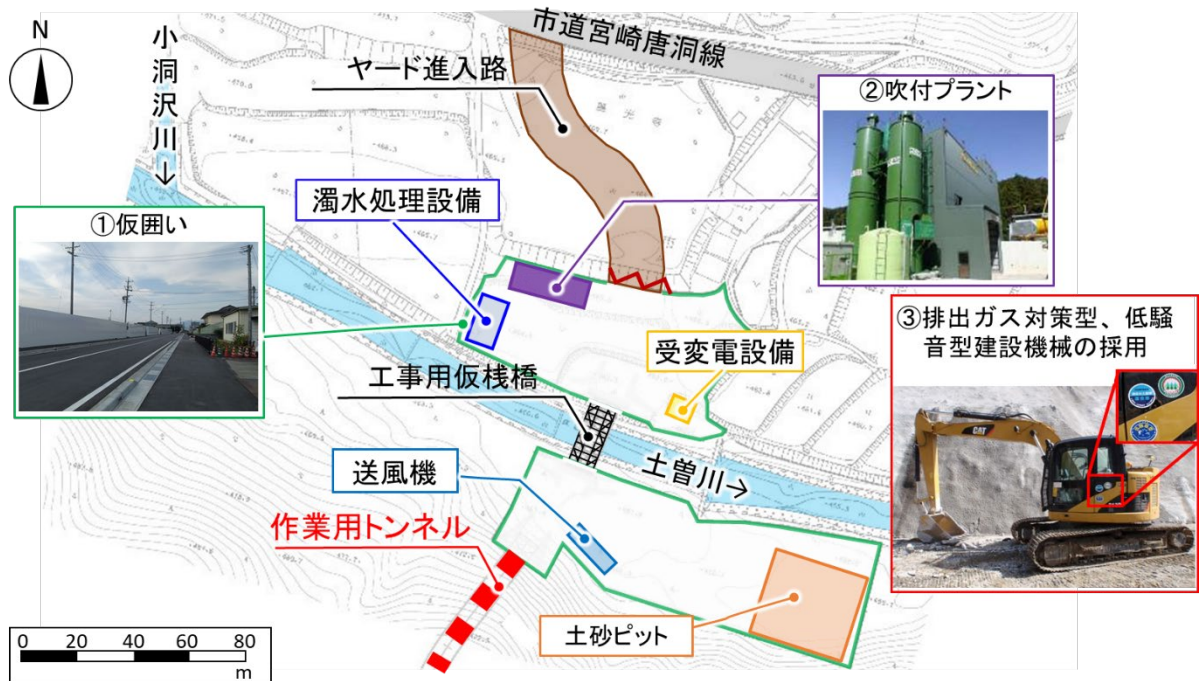 N
小洞沢川↓
ヤード進入路
市道宮崎唐洞線
②吹付プラント
濁水処理設備
①仮囲い
③排出ガス対策型、低騒
音型建設機械の採用
受変電設備
工事用仮桟橋
土曽川→
送風機
作業用トンネル
土砂ピット
CAT
0 20 40 60 80
m